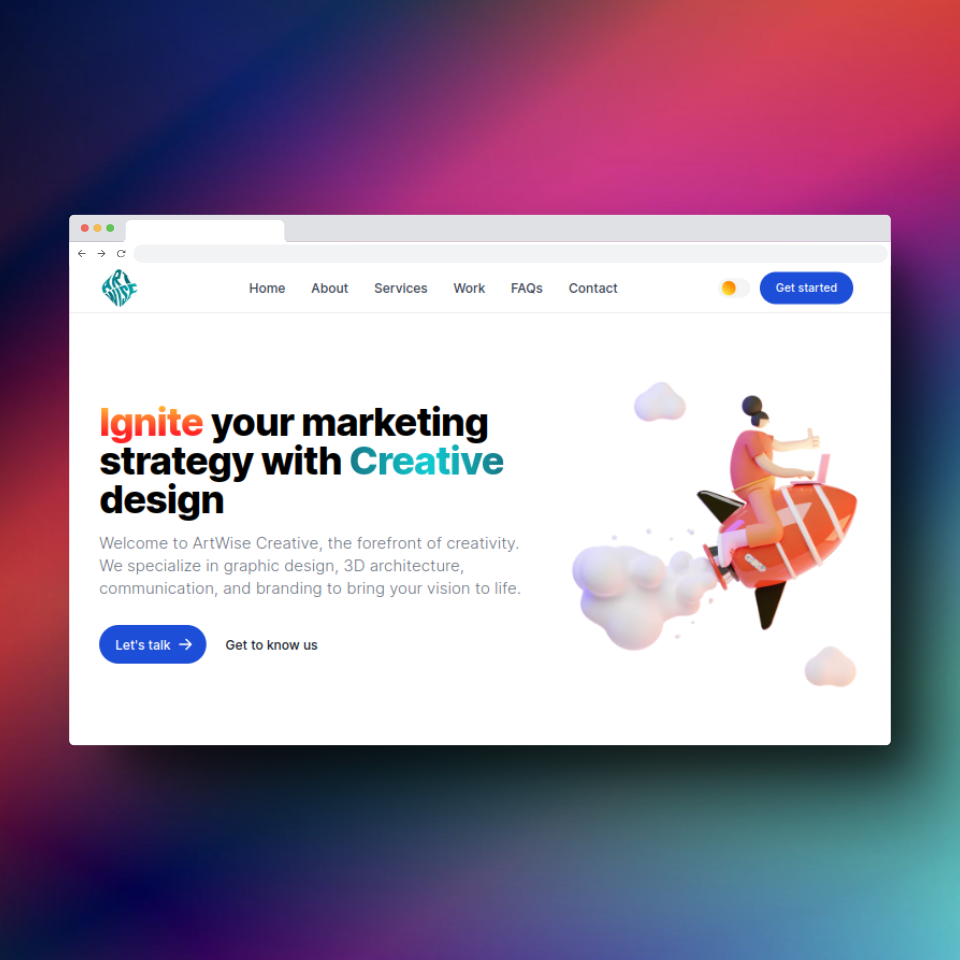 ART
WISE
Home About Services Work FAQs Contact Get started
Ignite your marketing
strategy with Creative
design
Welcome to ArtWise Creative, the forefront of creativity.
We specialize in graphic design, 3D architecture,
communication, and branding to bring your vision to life.
Let's talk Get to know us